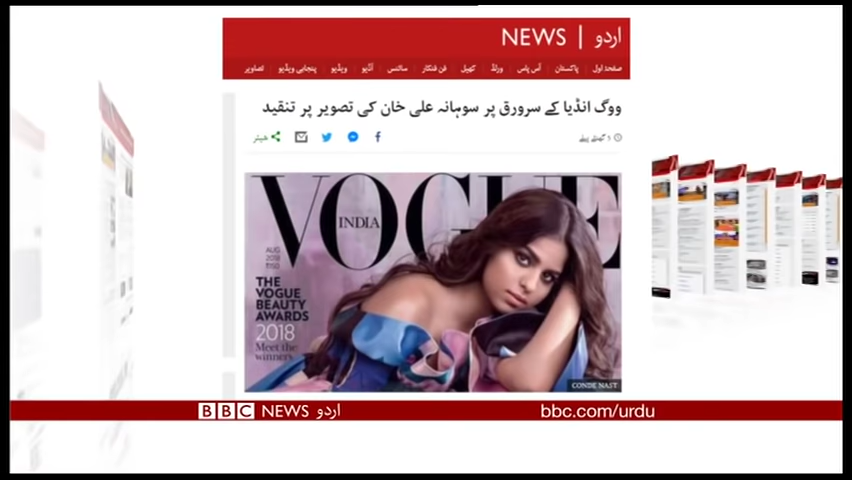 NEWS | اردو
صفحۂ اول پاکستان آس پاس ورلڈ کھیل فن فنکار سائنس آڈیو ویڈیو پنجابی ویڈیو تصاویر
ووگ انڈیا کے سرورق پر سوہانہ علی خان کی تصویر پر تنقید
شیئر
VOGUE
INDIA
AUG
2018
₹150
THE
VOGUE
BEAUTY
AWARDS
2018
Meet the
winners
CONDE NAST
BBC NEWS اردو bbc.com/urdu